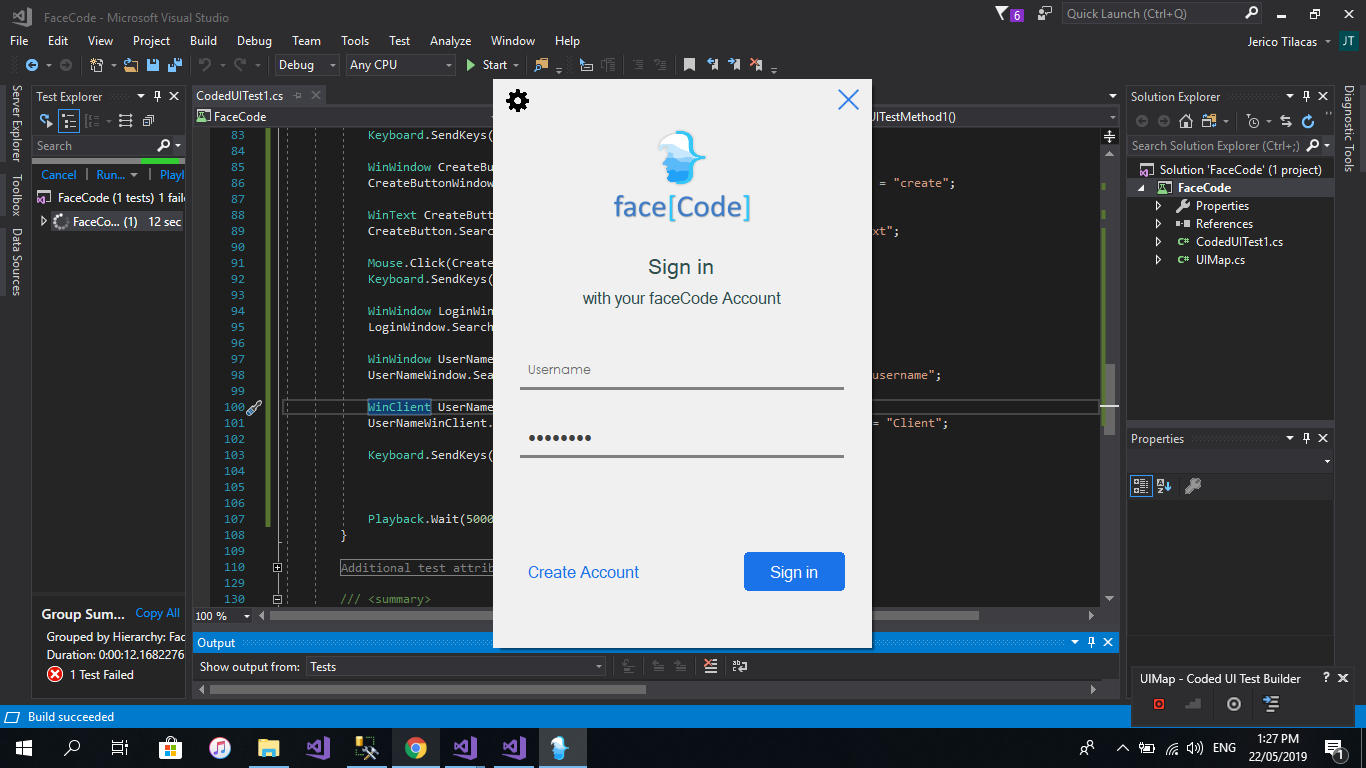 FaceCode - Microsoft Visual Studio
6
Quick Launch (Ctrl+Q)
File Edit View Project Build Debug Team Tools Test Analyze Window Help
Jerico Tilacas JT
Debug Any CPU Start
Server Explorer
Toolbox
Data Sources
Test Explorer
Search
Cancel Run... Playl
FaceCode (1 tests) 1 faile
FaceCo... (1) 12 sec
Group Sum... Copy All
Grouped by Hierarchy: Fac
Duration: 0:00:12.1682276
1 Test Failed
CodedUITest1.cs
FaceCode
UITestMethod1()
83 Keyboard.SendKeys(
84
85 WinWindow CreateBu
86 CreateButtonWindow = "create";
87
88 WinText CreateButt
89 CreateButton.Searc xt";
90
91 Mouse.Click(Create
92 Keyboard.SendKeys(
93
94 WinWindow LoginWin
95 LoginWindow.Search
96
97 WinWindow UserName
98 UserNameWindow.Sea username";
99
100 WinClient UserName
101 UserNameWinClient. = "Client";
102
103 Keyboard.SendKeys(
104
105
106
107 Playback.Wait(5000
108 }
109
110 Additional test attrib
129
130 /// <summary>
100 %
face[Code]
Sign in
with your faceCode Account
Username
••••••••
Create Account Sign in
Output
Show output from: Tests
Solution Explorer
Search Solution Explorer (Ctrl+;)
Solution 'FaceCode' (1 project)
FaceCode
Properties
References
C# CodedUITest1.cs
C# UIMap.cs
Properties
Diagnostic Tools
UIMap - Coded UI Test Builder ?
Build succeeded
ENG
1:27 PM
22/05/2019
1